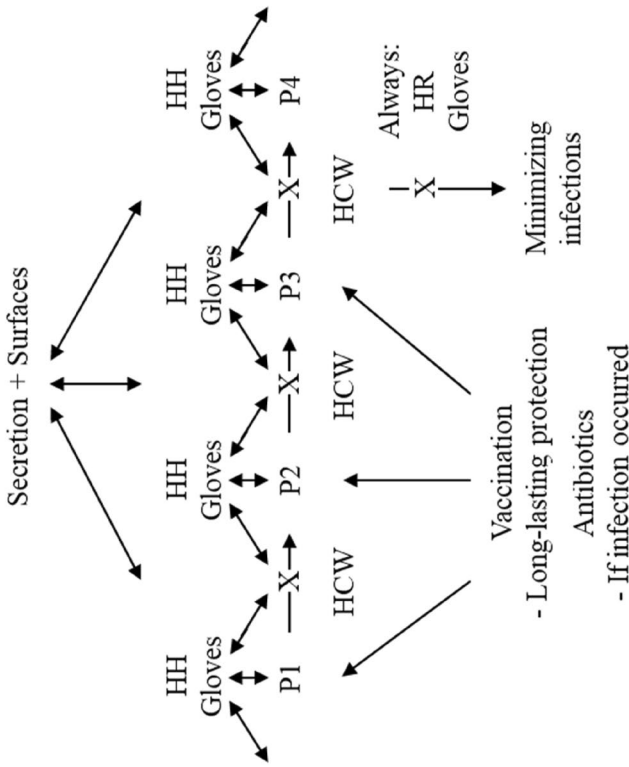 Secretion + Surfaces
HH
Gloves
HH
Gloves
HH
Gloves
HH
Gloves
P1
X
P2
X
P3
X
P4
HCW
HCW
HCW
Always:
HR
Gloves
X
Vaccination
- Long-lasting protection
Antibiotics
- If infection occurred
Minimizing
infections